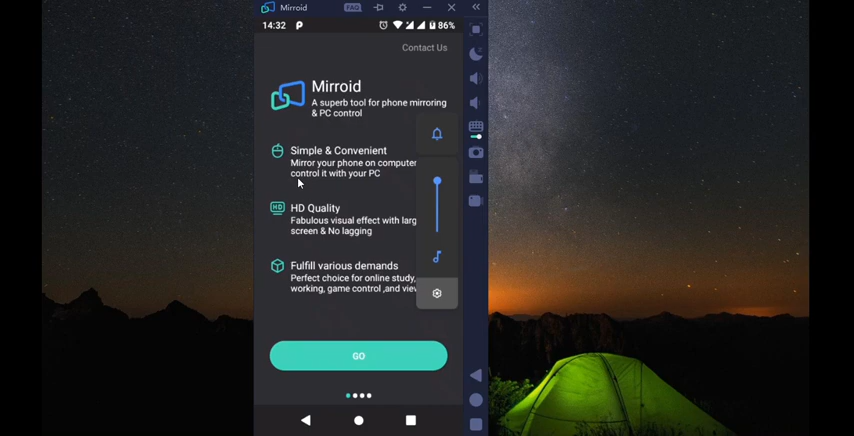 Mirroid FAQ
14:32 P 86%
Contact Us
Mirroid
A superb tool for phone mirroring
& PC control
Simple & Convenient
Mirror your phone on computer
control it with your PC
HD HD Quality
Fabulous visual effect with larg
screen & No lagging
Fulfill various demands
Perfect choice for online study,
working, game control ,and vie
GO